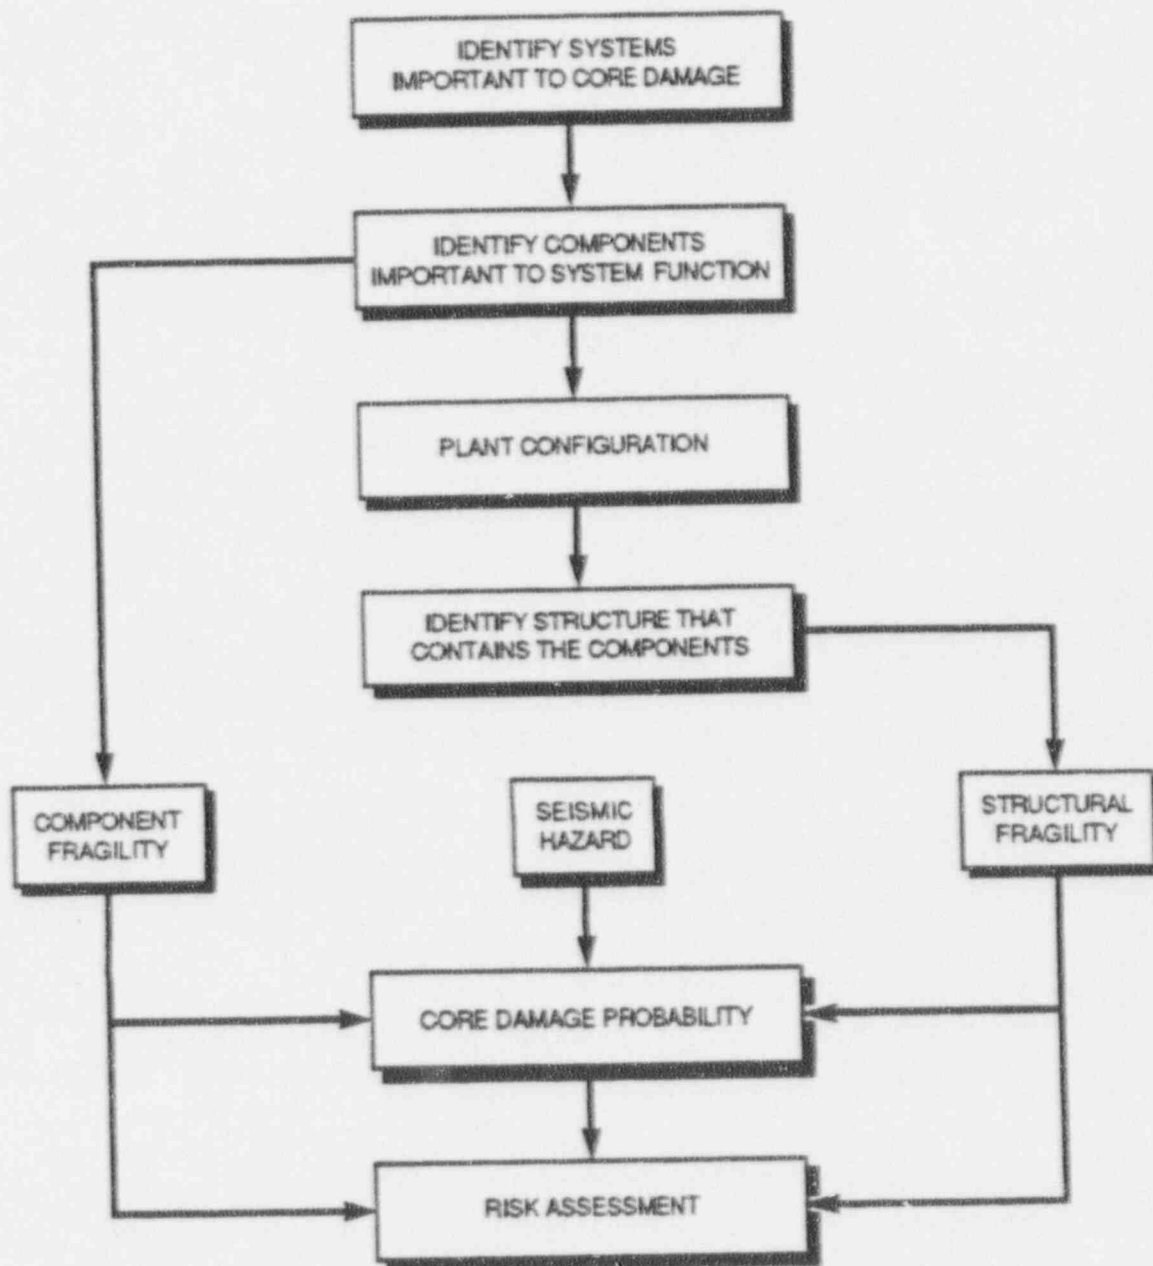 IDENTIFY SYSTEMS
IMPORTANT TO CORE DAMAGE
IDENTIFY COMPONENTS
IMPORTANT TO SYSTEM FUNCTION
PLANT CONFIGURATION
IDENTIFY STRUCTURE THAT
CONTAINS THE COMPONENTS
COMPONENT
FRAGILITY
SEISMIC
HAZARD
STRUCTURAL
FRAGILITY
CORE DAMAGE PROBABILITY
RISK ASSESSMENT